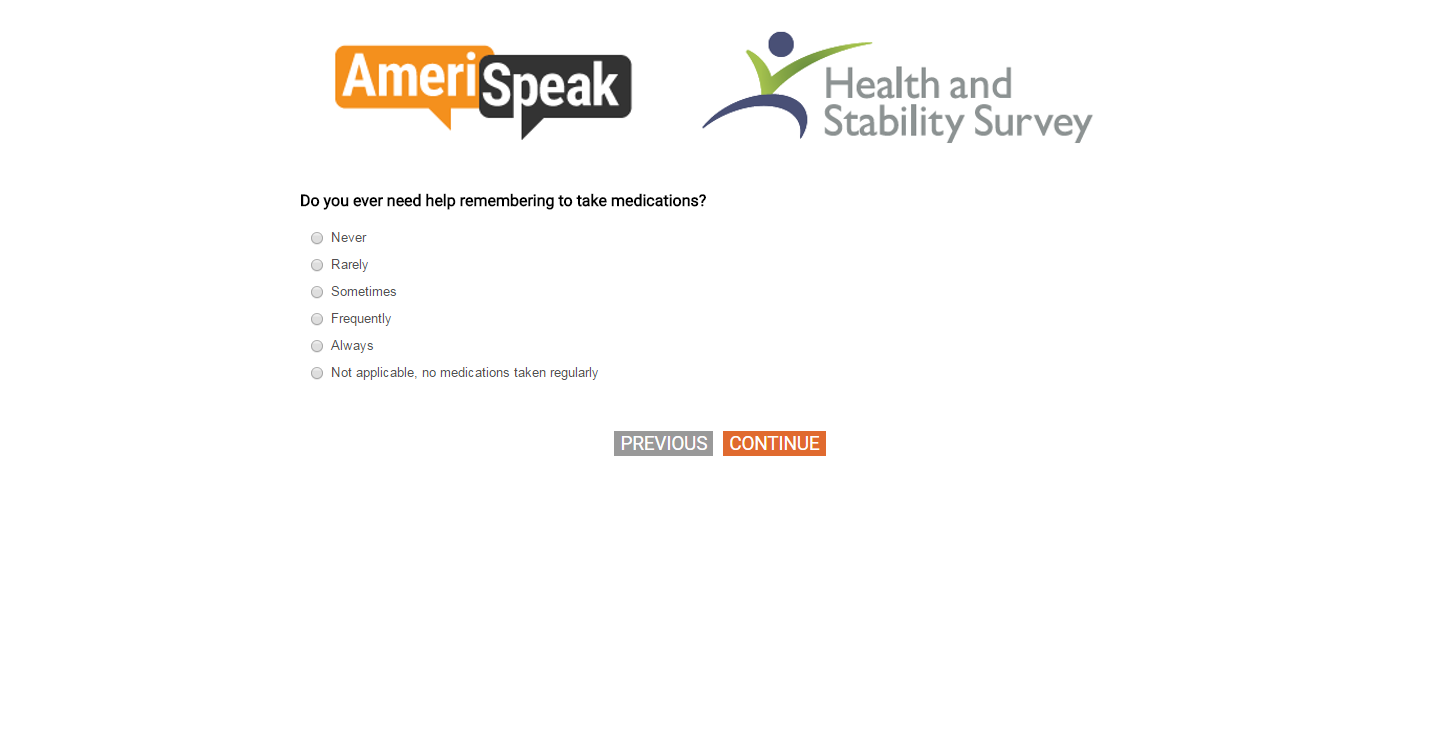 AmeriSpeak
Health and
Stability Survey
Do you ever need help remembering to take medications?
Never
Rarely
Sometimes
Frequently
Always
Not applicable, no medications taken regularly
PREVIOUS CONTINUE